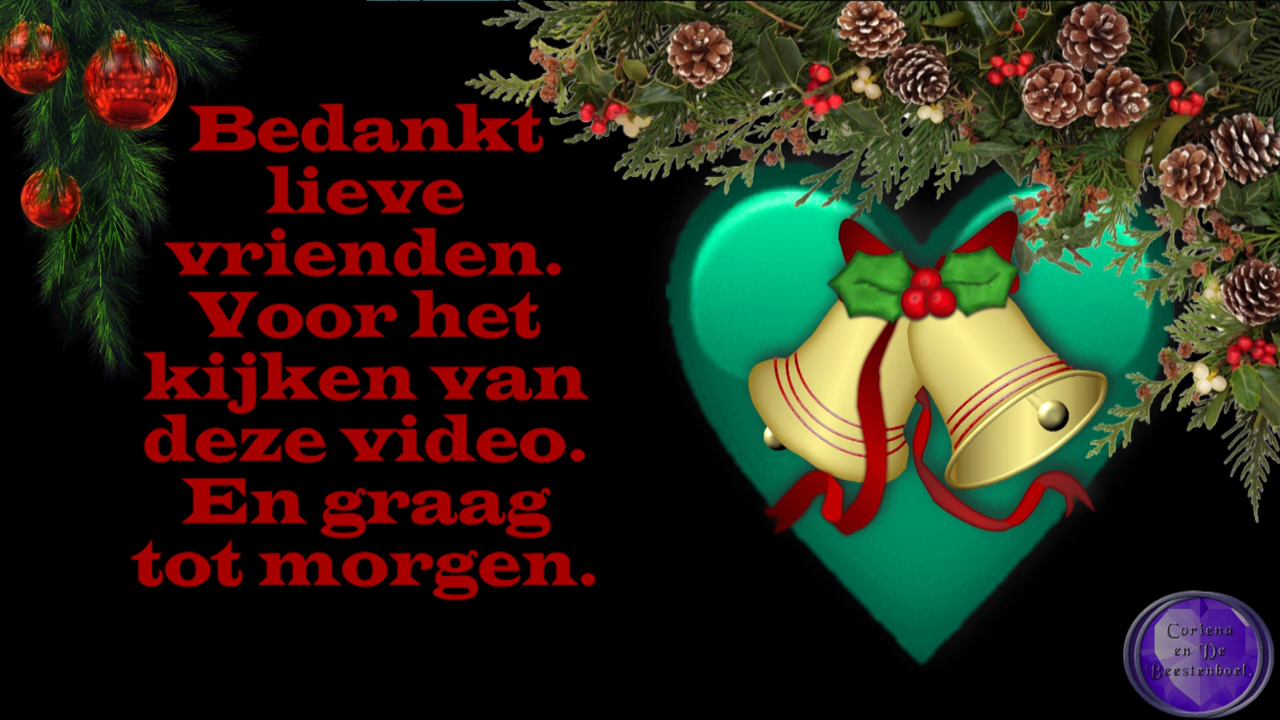 Bedankt
lieve
vrienden.
Voor het
kijken van
deze video.
En graag
tot morgen.
Coriena
en De
Beestenboel.